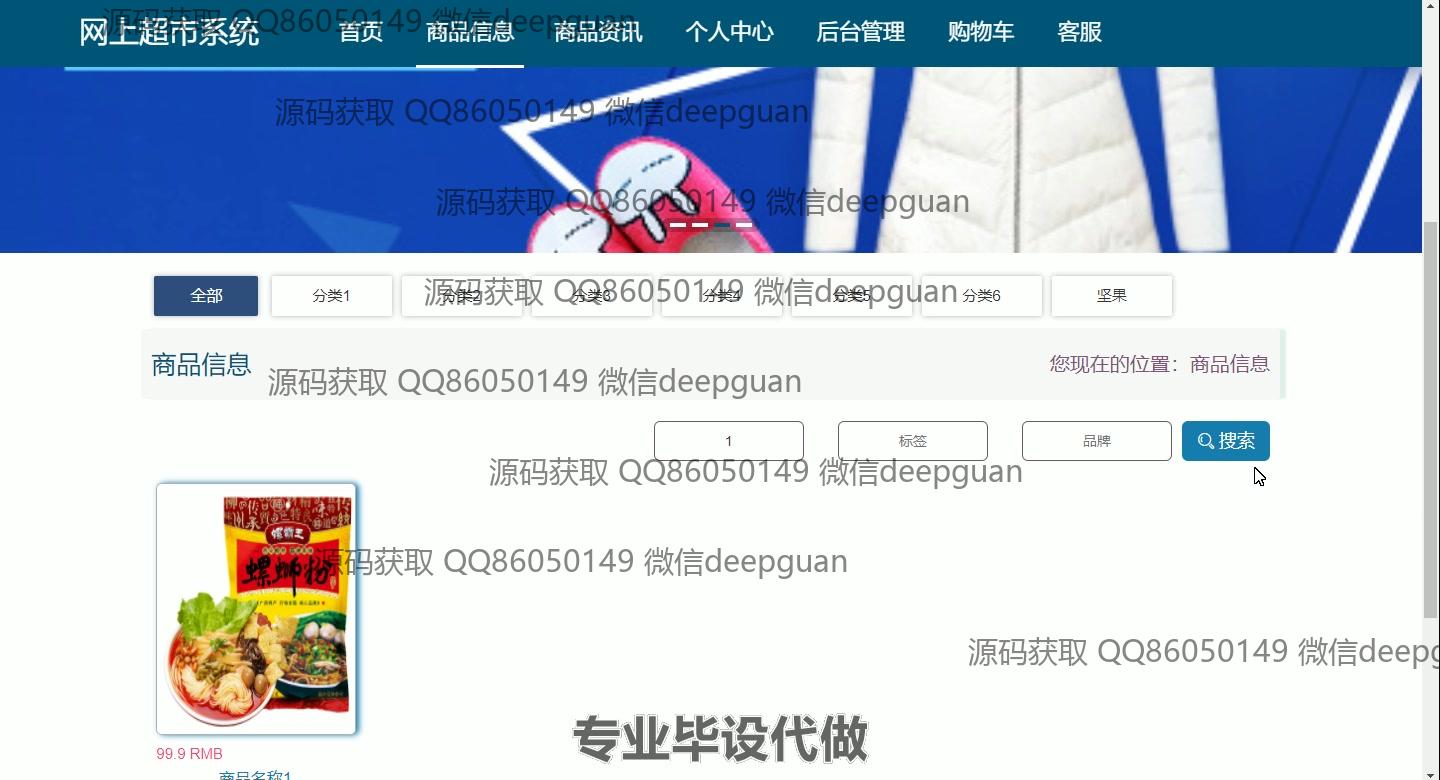 网上超市系统 首页 商品信息 商品资讯 个人中心 后台管理 购物车 客服
源码获取 QQ86050149 微信deepguan
源码获取 QQ86050149 微信deepguan
源码获取 QQ86050149 微信deepguan
全部 分类1 分类2 分类3 分类4 分类5 分类6 坚果
源码获取 QQ86050149 微信deepguan
商品信息 您现在的位置：商品信息
源码获取 QQ86050149 微信deepguan
1 标签 品牌 搜索
源码获取 QQ86050149 微信deepguan
螺霸王
螺蛳粉
源码获取 QQ86050149 微信deepguan
源码获取 QQ86050149 微信deepg
专业毕设代做
99.9 RMB
商品名称1